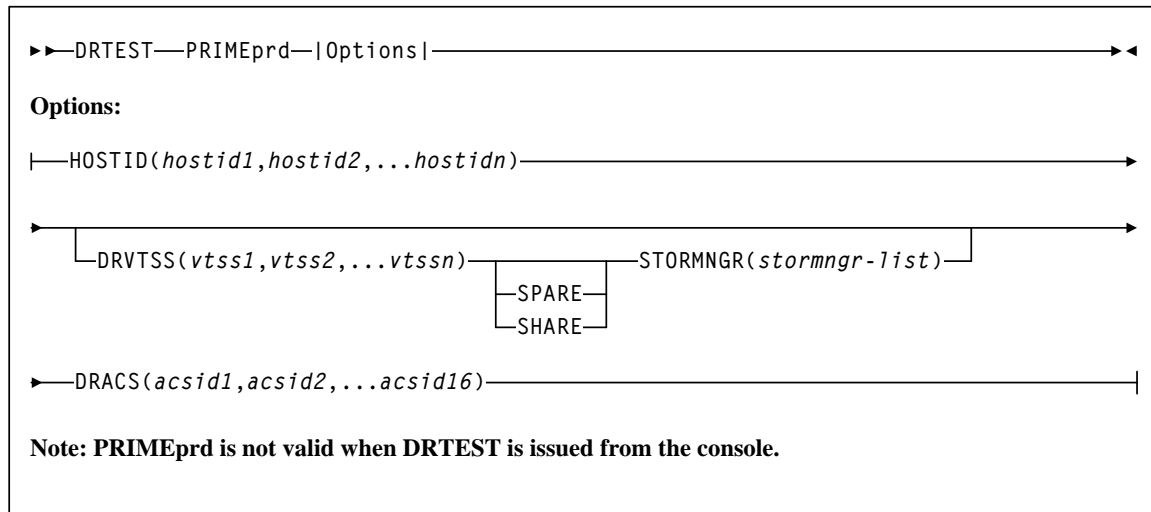 DRTEST PRIMEprd |Options|
Options:
HOSTID(hostid1,hostid2,...hostidn)
DRVTSS(vtss1,vtss2,...vtssn) STORMNGR(stormngr-list)
SPARE
SHARE
DRACS(acsid1,acsid2,...acsid16)
Note: PRIMEprd is not valid when DRTEST is issued from the console.